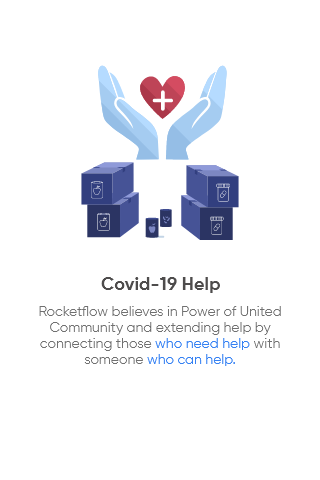 Covid-19 Help
Rocketflow believes in Power of United
Community and extending help by
connecting those who need help with
someone who can help.